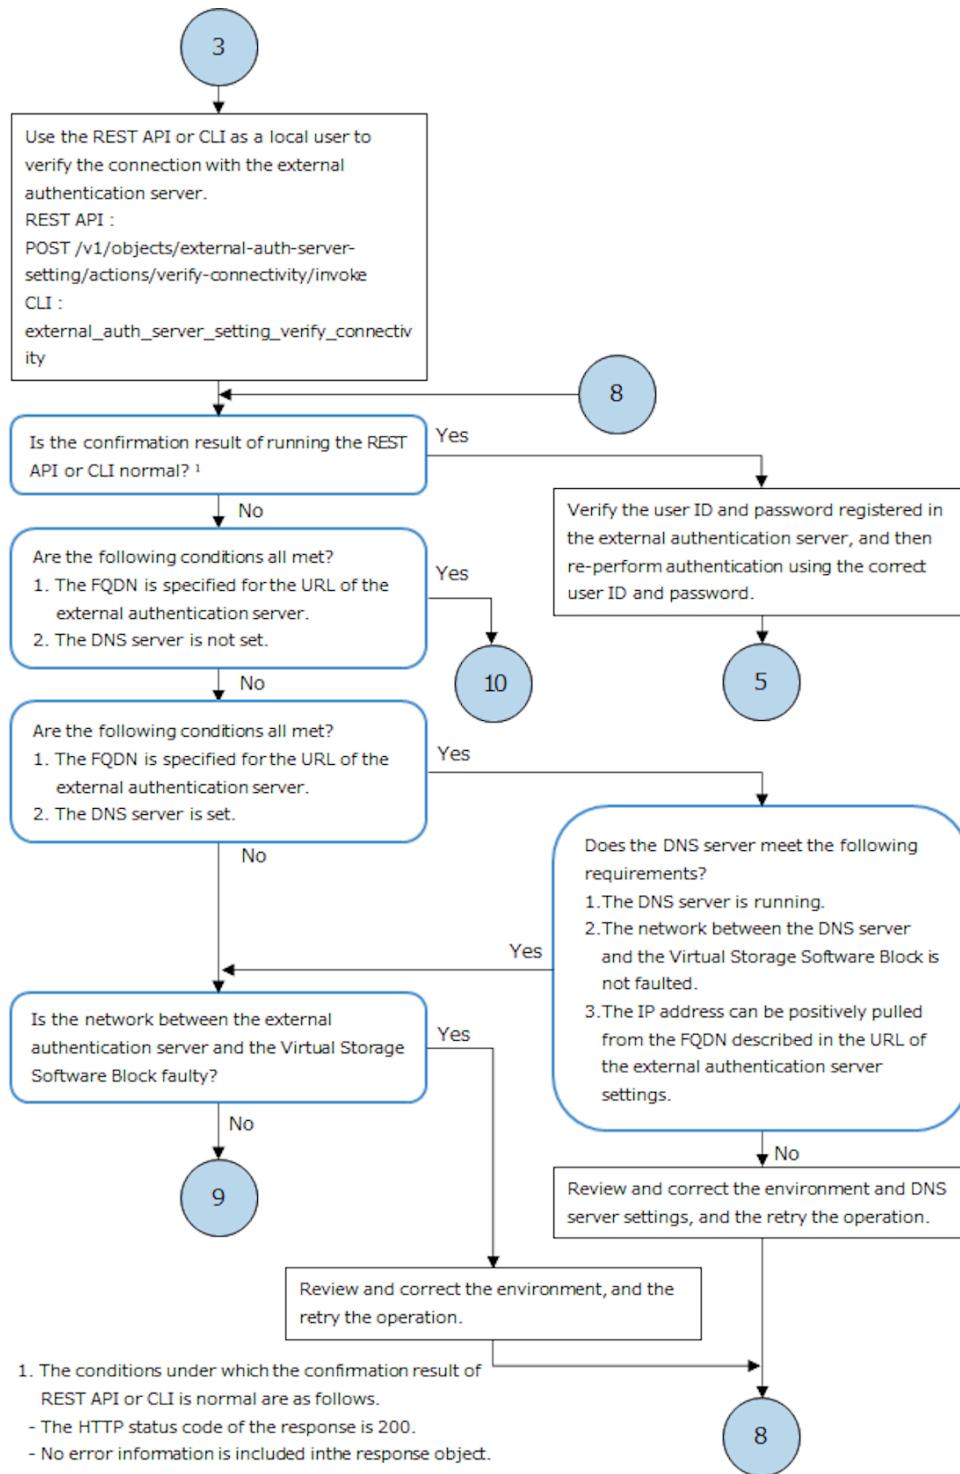 3
Use the REST API or CLI as a local user to
verify the connection with the external
authentication server.
REST API :
POST /v1/objects/external-auth-server-
setting/actions/verify-connectivity/invoke
CLI :
external_auth_server_setting_verify_connectiv
ity
8
Is the confirmation result of running the REST
API or CLI normal? 1
Yes
No
Verify the user ID and password registered in
the external authentication server, and then
re-perform authentication using the correct
user ID and password.
5
Are the following conditions all met?
1. The FQDN is specified for the URL of the
external authentication server.
2. The DNS server is not set.
Yes
10
No
Are the following conditions all met?
1. The FQDN is specified for the URL of the
external authentication server.
2. The DNS server is set.
Yes
No
Does the DNS server meet the following
requirements?
1.The DNS server is running.
2.The network between the DNS server
and the Virtual Storage Software Block is
not faulted.
3.The IP address can be positively pulled
from the FQDN described in the URL of
the external authentication server
settings.
Yes
No
Is the network between the external
authentication server and the Virtual Storage
Software Block faulty?
Yes
No
9
Review and correct the environment and DNS
server settings, and the retry the operation.
Review and correct the environment, and the
retry the operation.
8
1. The conditions under which the confirmation result of
REST API or CLI is normal are as follows.
- The HTTP status code of the response is 200.
- No error information is included inthe response object.